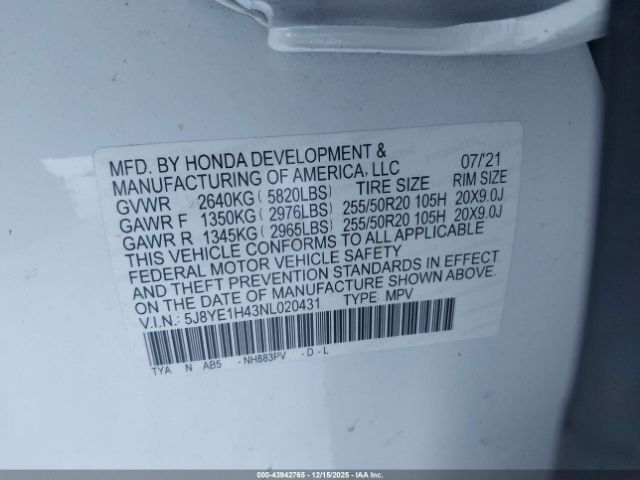 MFD. BY HONDA DEVELOPMENT & 07/'21
MANUFACTURING OF AMERICA, LLC TIRE SIZE RIM SIZE
GVWR 2640KG ( 5820LBS)
GAWR F 1350KG ( 2976LBS) 255/50R20 105H 20X9.0J
GAWR R 1345KG ( 2965LBS) 255/50R20 105H 20X9.0J
THIS VEHICLE CONFORMS TO ALL APPLICABLE
FEDERAL MOTOR VEHICLE SAFETY
AND THEFT PREVENTION STANDARDS IN EFFECT
ON THE DATE OF MANUFACTURE SHOWN ABOVE.
V.I.N.: 5J8YE1H43NL020431 TYPE MPV
TYA N AB5 -NH883PV -D-L
000-43942765 - 12/15/2025 - IAA Inc.